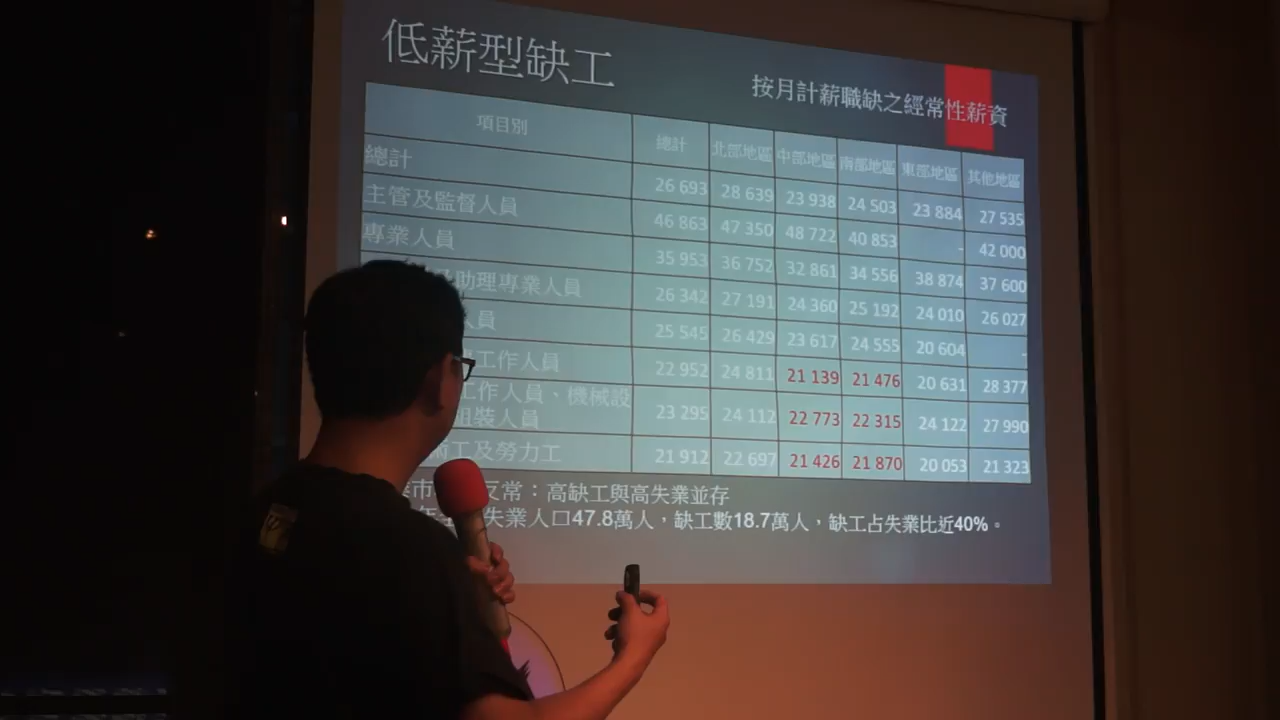 低薪型缺工
按月計薪職缺之經常性薪資
項目別 總計 北部地區 中部地區 南部地區 東部地區 其他地區
總計 26 693 28 639 23 938 24 503 23 884 27 535
主管及監督人員 46 863 47 350 48 722 40 853 - 42 000
專業人員 35 953 36 752 32 861 34 556 38 874 37 600
助理專業人員 26 342 27 191 24 360 25 192 24 010 26 027
員 25 545 26 429 23 617 24 555 20 604 -
工作人員 22 952 24 811 21 139 21 476 20 631 28 377
工作人員、機械設
組裝人員 23 295 24 112 22 773 22 315 24 122 27 990
工及勞力工 21 912 22 697 21 426 21 870 20 053 21 323
市 反常：高缺工與高失業並存
失業人口47.8萬人，缺工數18.7萬人，缺工占失業比近40%。